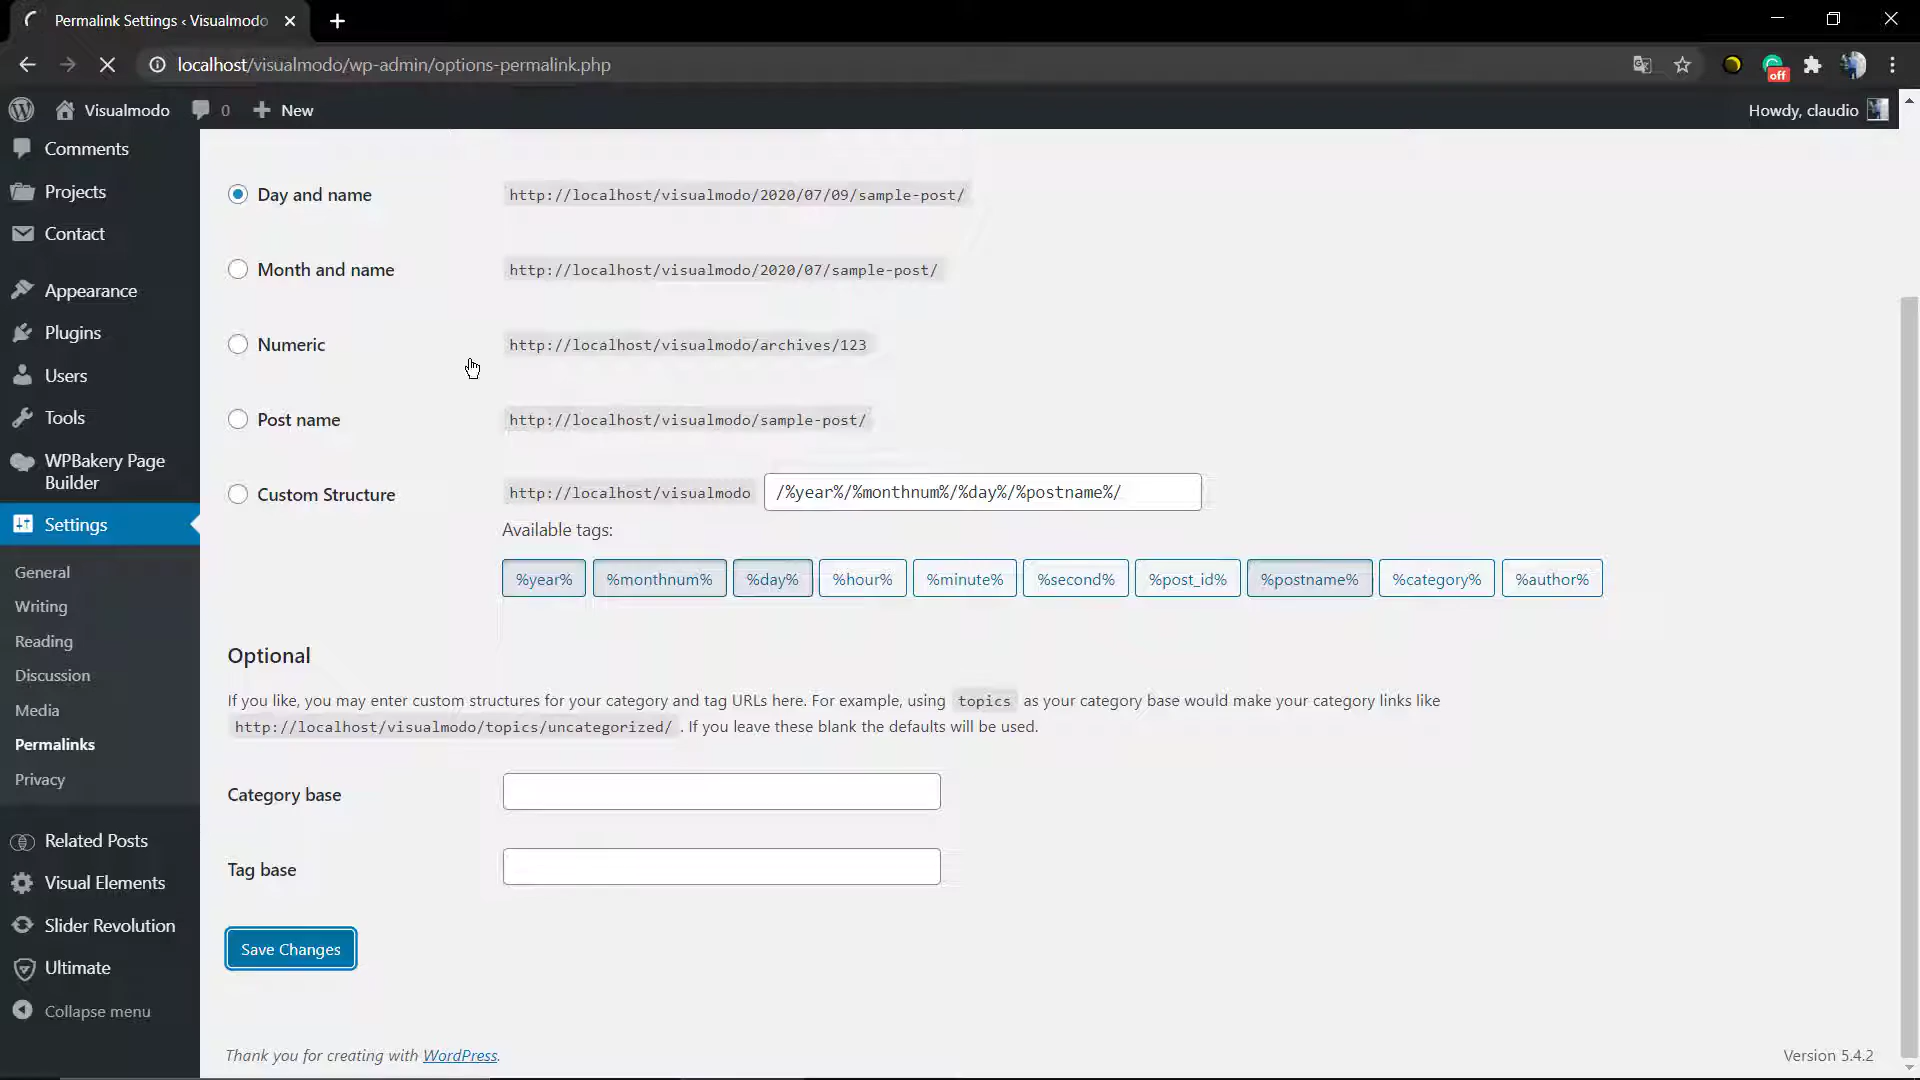 Permalink Settings ‹ Visualmodo
localhost/visualmodo/wp-admin/options-permalink.php
off
Visualmodo 0 New
Howdy, claudio
Comments
Projects
Contact
Appearance
Plugins
Users
Tools
WPBakery Page
Builder
Settings
General
Writing
Reading
Discussion
Media
Permalinks
Privacy
Related Posts
Visual Elements
Slider Revolution
Ultimate
Collapse menu
Day and name http://localhost/visualmodo/2020/07/09/sample-post/
Month and name http://localhost/visualmodo/2020/07/sample-post/
Numeric http://localhost/visualmodo/archives/123
Post name http://localhost/visualmodo/sample-post/
Custom Structure http://localhost/visualmodo /%year%/%monthnum%/%day%/%postname%/
Available tags:
%year% %monthnum% %day% %hour% %minute% %second% %post_id% %postname% %category% %author%
Optional
If you like, you may enter custom structures for your category and tag URLs here. For example, using topics as your category base would make your category links like
http://localhost/visualmodo/topics/uncategorized/ . If you leave these blank the defaults will be used.
Category base
Tag base
Save Changes
Thank you for creating with WordPress.
Version 5.4.2